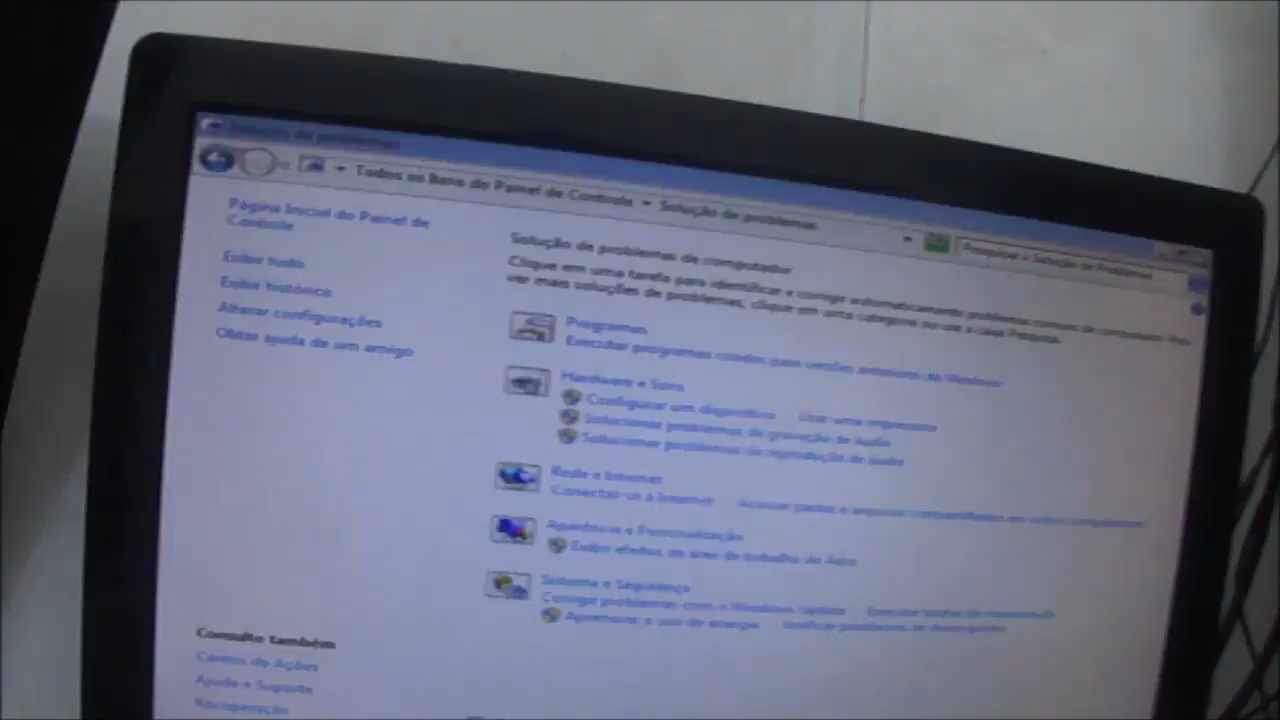 Solução de problemas
Todos os Itens do Painel de Controle Solução de problemas
Pesquisar a Solução de Problemas
Página Inicial do Painel de
Controle
Exibir tudo
Exibir histórico
Alterar configurações
Obter ajuda de um amigo
Solução de problemas de computador
Clique em uma tarefa para identificar e corrigir automaticamente problemas comuns de computador. Para
ver mais soluções de problemas, clique em uma categoria ou use a caixa Pesquisa.
Programas
Executar programas criados para versões anteriores do Windows
Hardware e Sons
Configurar um dispositivo Usar uma impressora
Solucionar problemas de gravação de áudio
Solucionar problemas de reprodução de áudio
Rede e Internet
Conectar-se à Internet Acessar pastas e arquivos compartilhados em outros computadores
Aparência e Personalização
Exibir efeitos de área de trabalho do Aero
Sistema e Segurança
Corrigir problemas com o Windows Update Executar tarefas de manutenção
Aprimorar o uso de energia Verificar problemas de desempenho
Consulte também
Central de Ações
Ajuda e Suporte
Recuperação